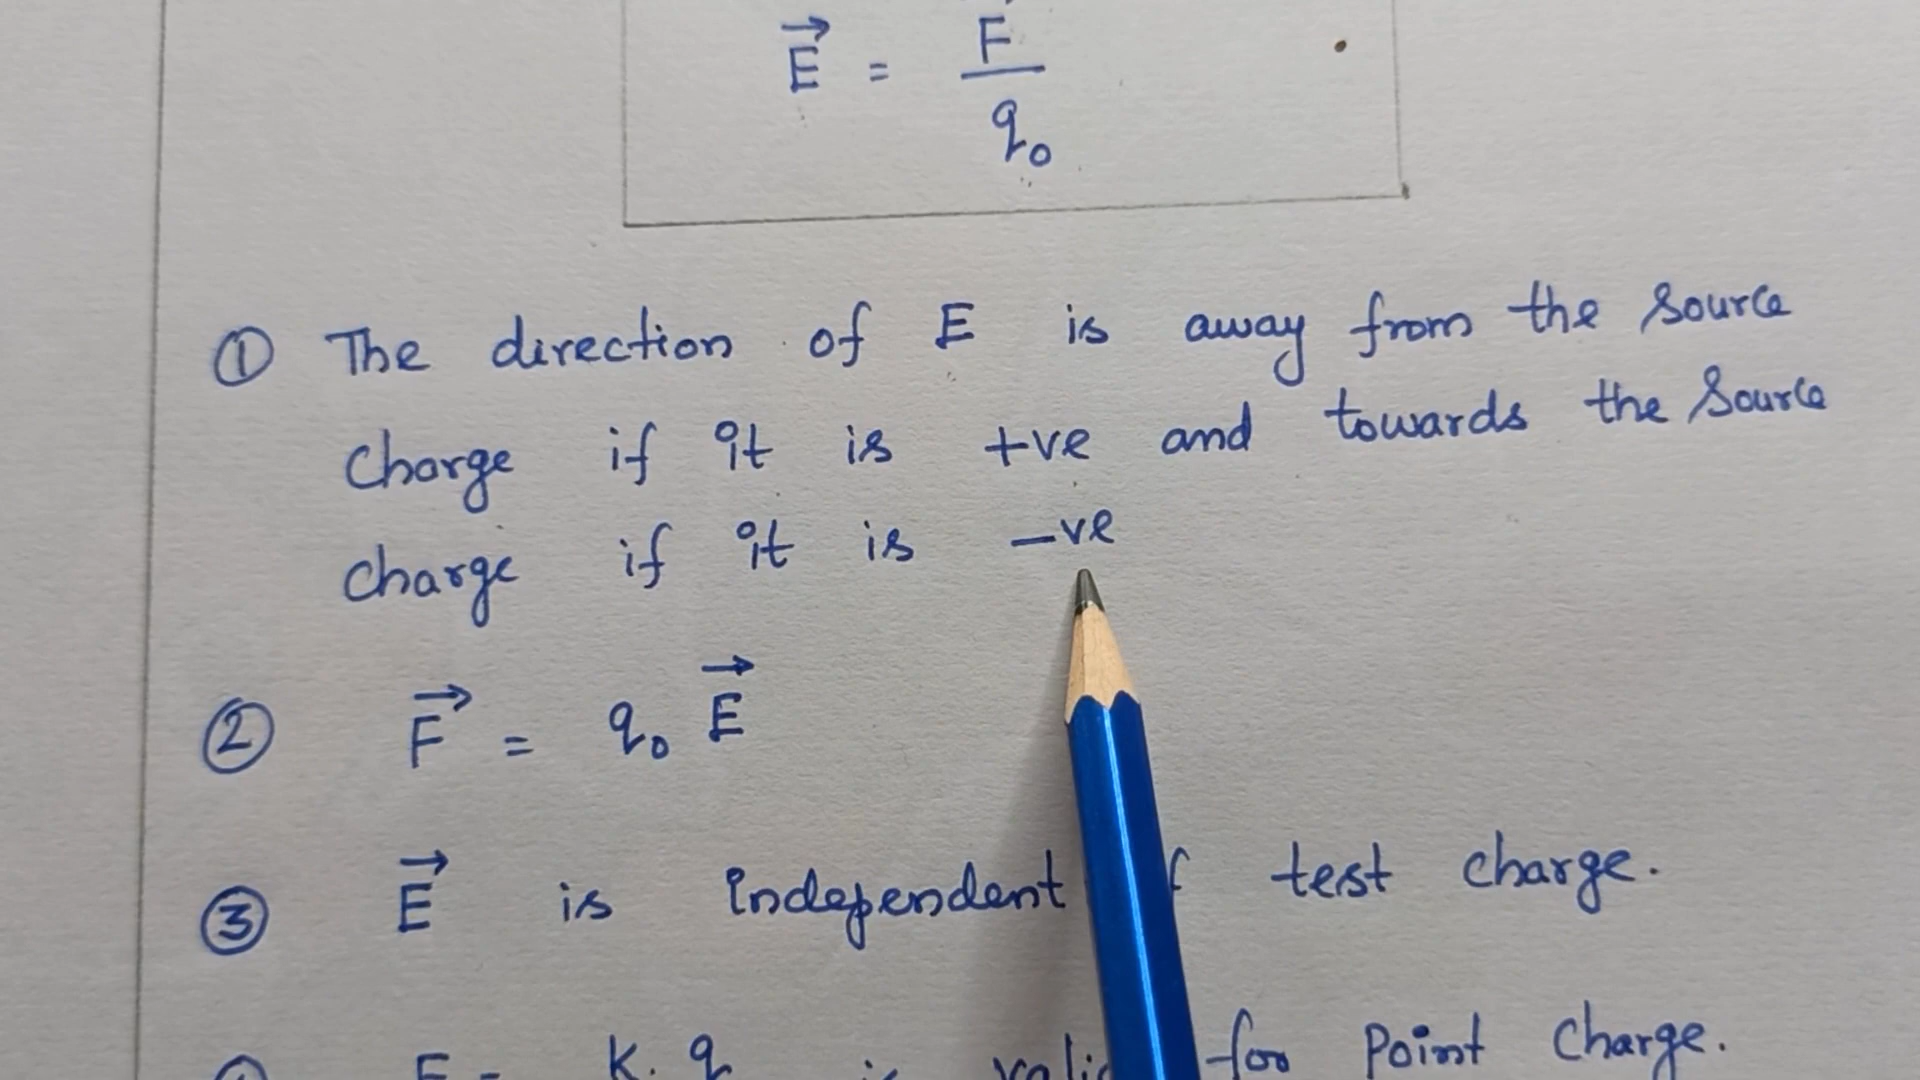 E⃗ = F / q₀
① The direction of E is away from the source
charge if it is +ve and towards the source
charge if it is -ve
② F⃗ = q₀ E⃗
③ E⃗ is independent test charge.
K. q for point charge.